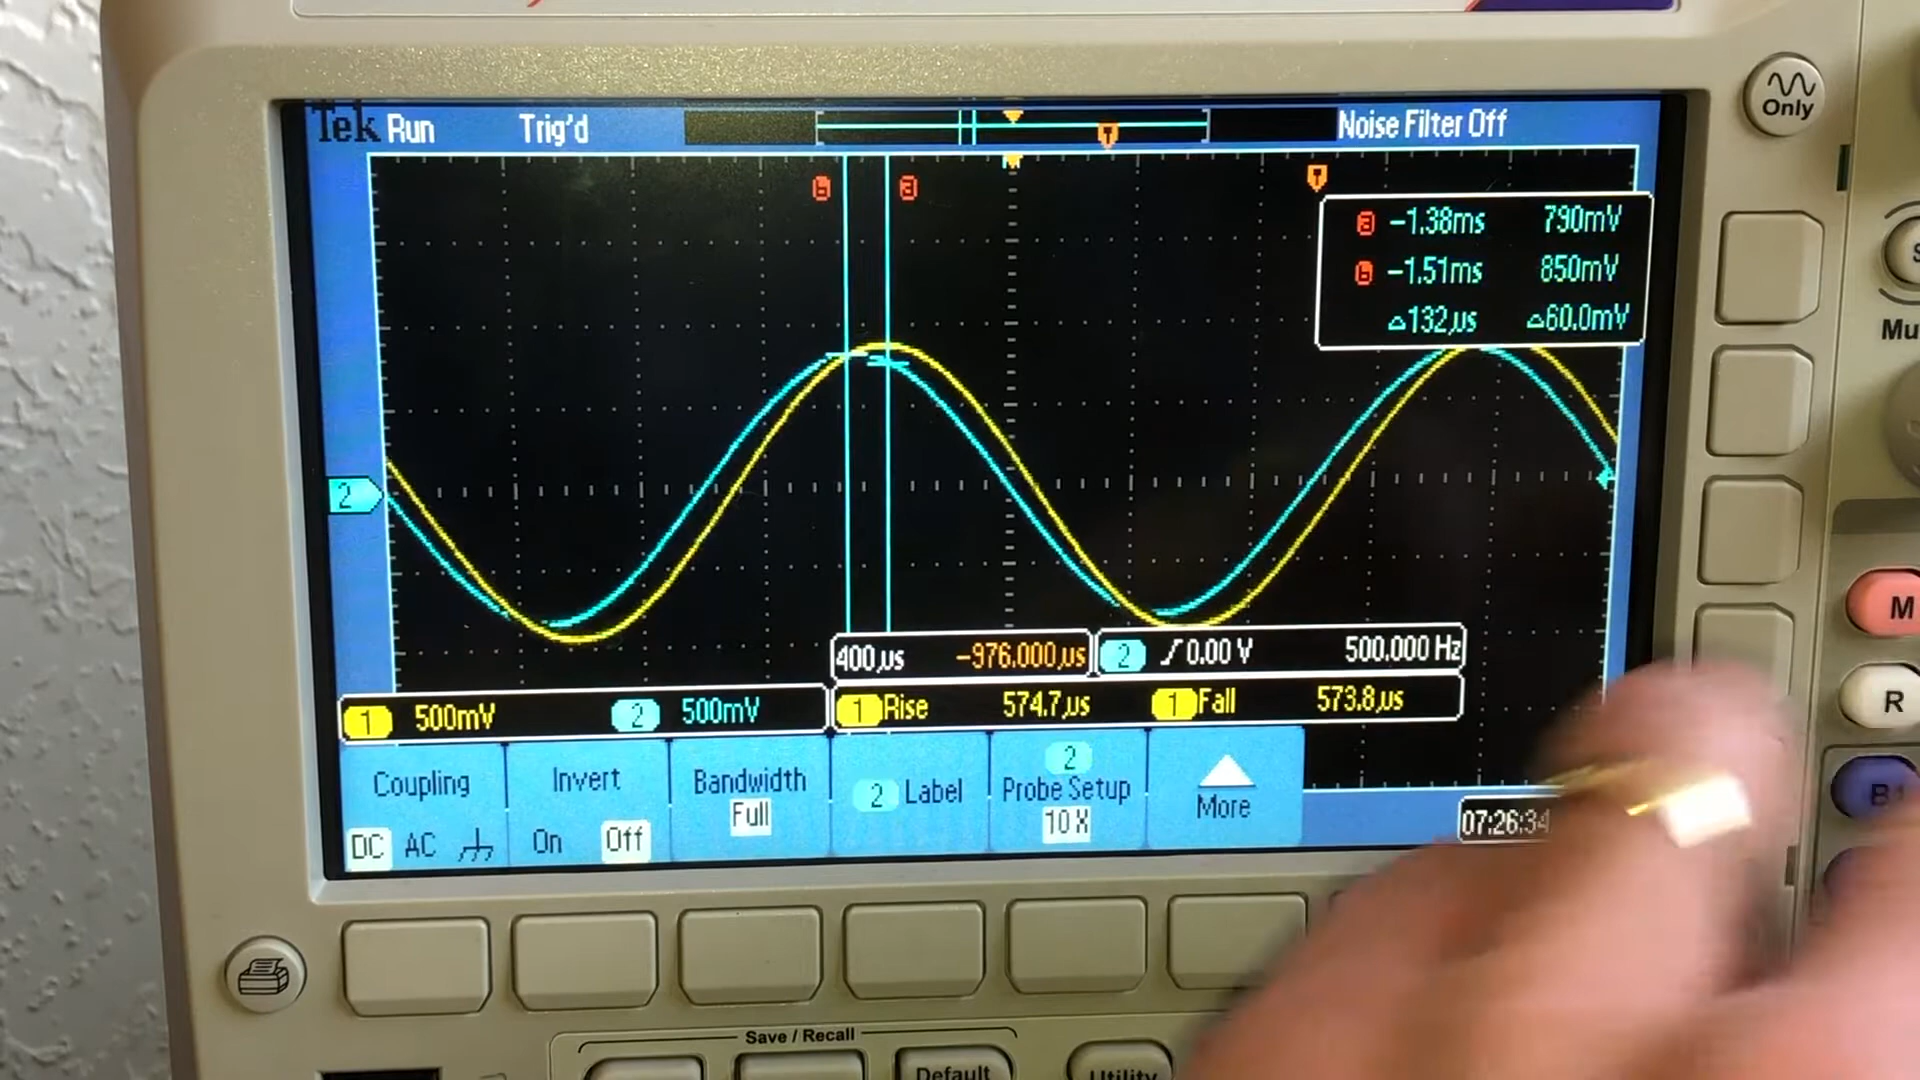 Only
Tek Run Trig'd Noise Filter Off
b a
T
T
a -1.38ms 790mV
b -1.51ms 850mV
△132µs △60.0mV
2
400µs -976.000µs 2 0.00 V 500.000 Hz
1 500mV 2 500mV 1 Rise 574.7µs 1 Fall 573.8µs
Coupling Invert Bandwidth 2 Label 2 Probe Setup More
DC AC On Off Full 10 X
07:26:34
Mu
M
R
B1
Save / Recall
Default
Utility